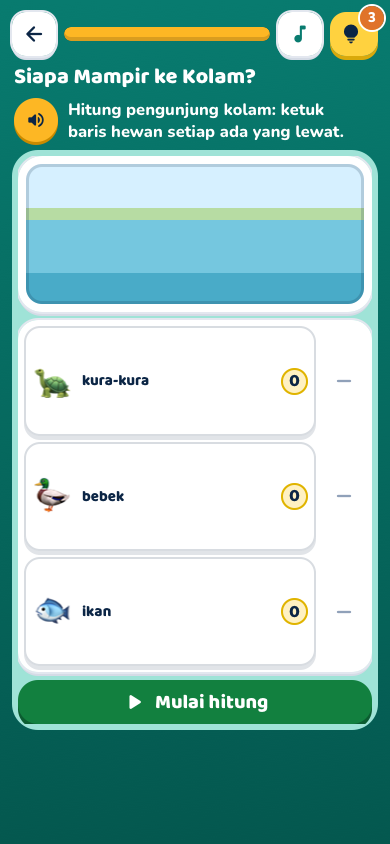 3
Siapa Mampir ke Kolam?
Hitung pengunjung kolam: ketuk
baris hewan setiap ada yang lewat.
kura-kura 0
bebek 0
ikan 0
Mulai hitung